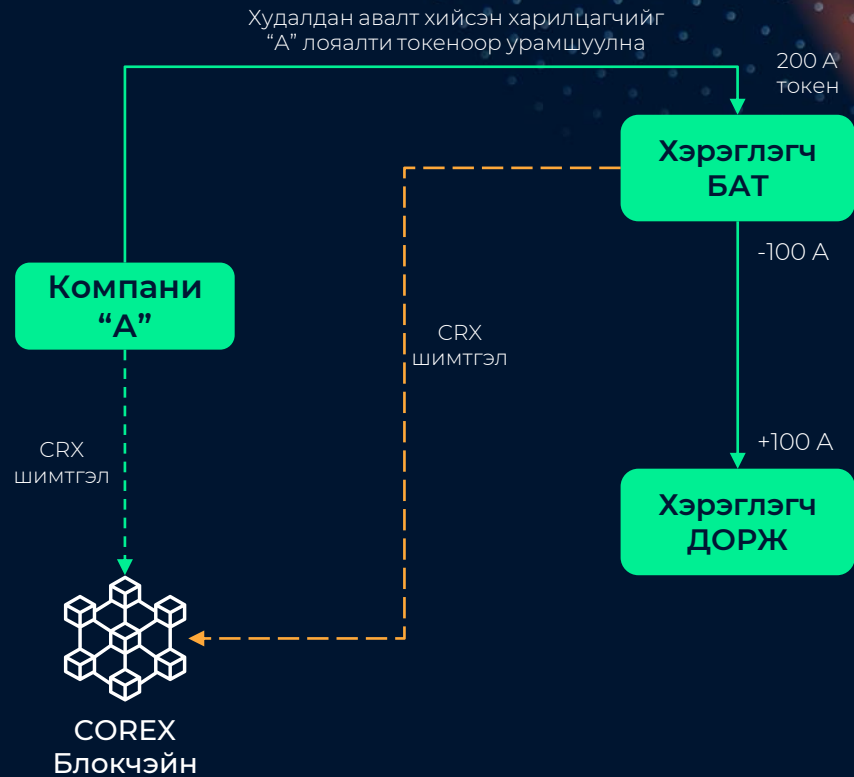 Худалдан авалт хийсэн харилцагчийг
“А” лоялти токеноор урамшуулна
200 А
токен
Хэрэглэгч
БАТ
-100 А
Компани
“А”
CRX
шимтгэл
CRX
шимтгэл
+100 А
Хэрэглэгч
ДОРЖ
COREX
Блокчэйн